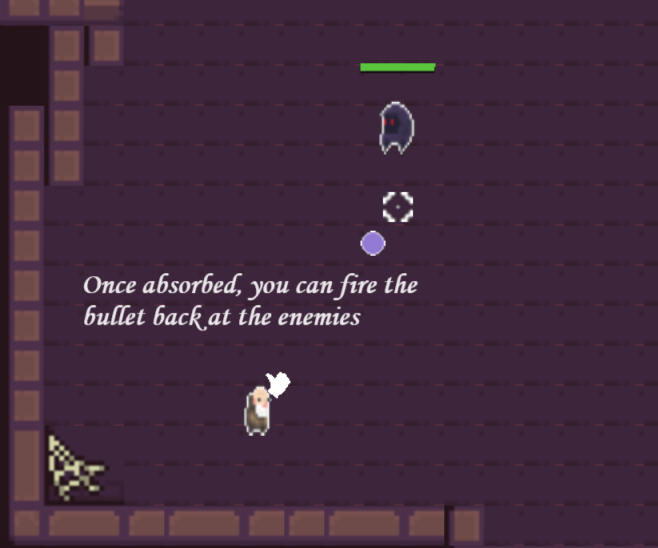 Once absorbed, you can fire the
bullet back at the enemies